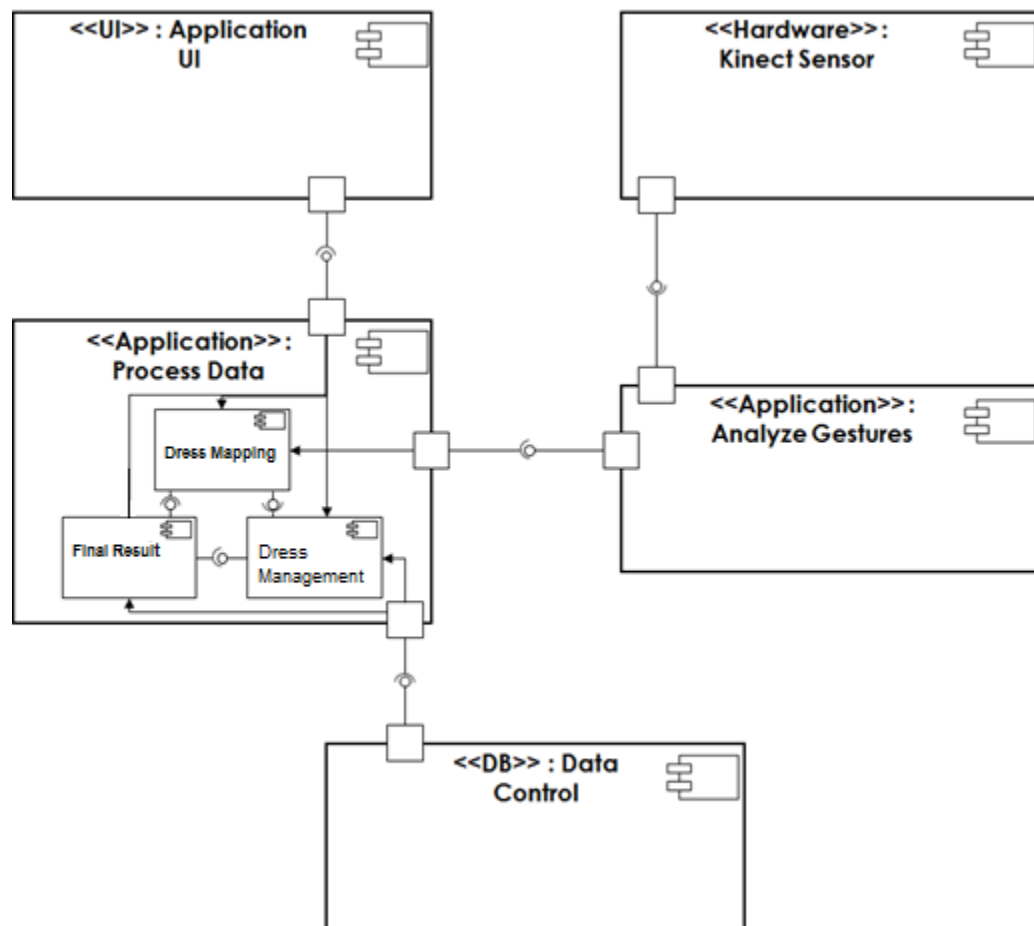 <<UI>> : Application
UI
<<Hardware>> :
Kinect Sensor
<<Application>> :
Process Data
Dress Mapping
Final Result
Dress
Management
<<Application>> :
Analyze Gestures
<<DB>> : Data
Control